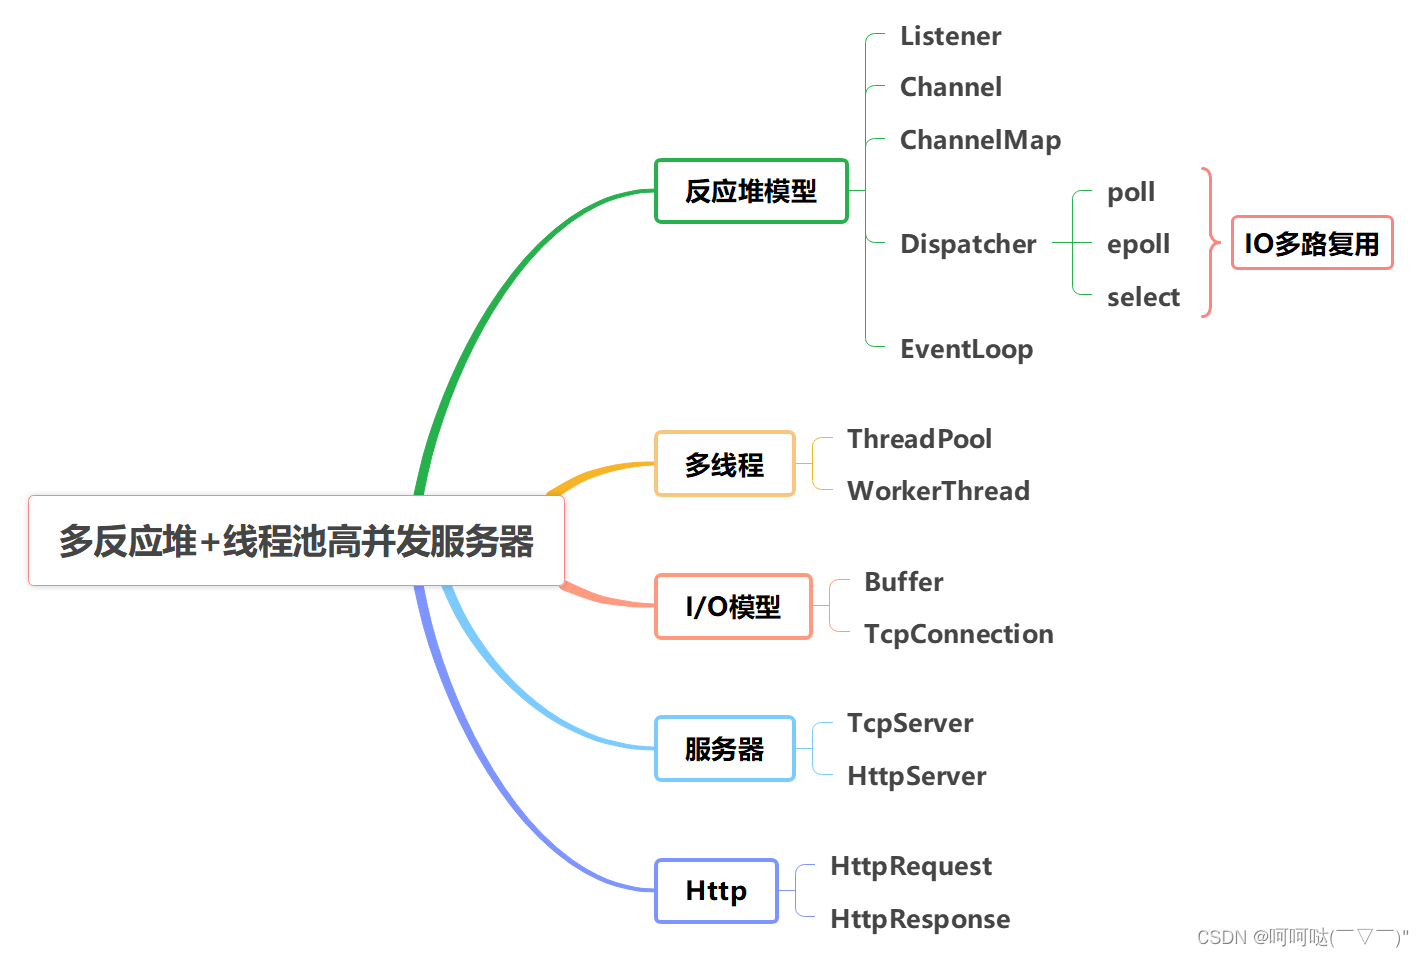 多反应堆+线程池高并发服务器
反应堆模型
Listener
Channel
ChannelMap
Dispatcher
poll
epoll
select
IO多路复用
EventLoop
多线程
ThreadPool
WorkerThread
I/O模型
Buffer
TcpConnection
服务器
TcpServer
HttpServer
Http
HttpRequest
HttpResponse
CSDN @呵呵哒(￣▽￣)"